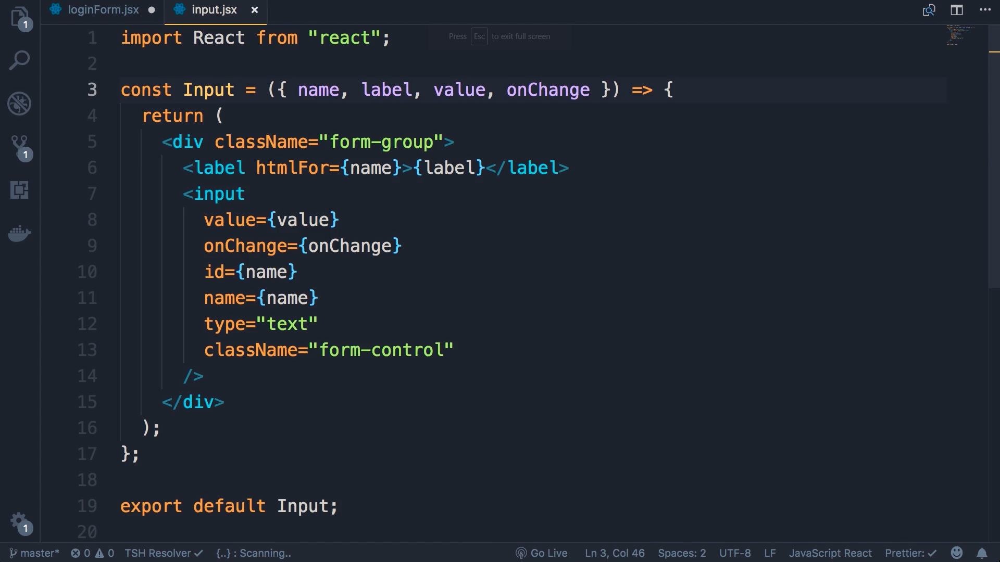 1
loginForm.jsx
input.jsx
Press Esc to exit full screen
1 import React from "react";
2
3 const Input = ({ name, label, value, onChange }) => {
4 return (
5 <div className="form-group">
6 <label htmlFor={name}>{label}</label>
7 <input
8 value={value}
9 onChange={onChange}
10 id={name}
11 name={name}
12 type="text"
13 className="form-control"
14 />
15 </div>
16 );
17 };
18
19 export default Input;
20
1
1
master* 0 0 TSH Resolver ✓ {..} : Scanning.. Go Live Ln 3, Col 46 Spaces: 2 UTF-8 LF JavaScript React Prettier: ✓